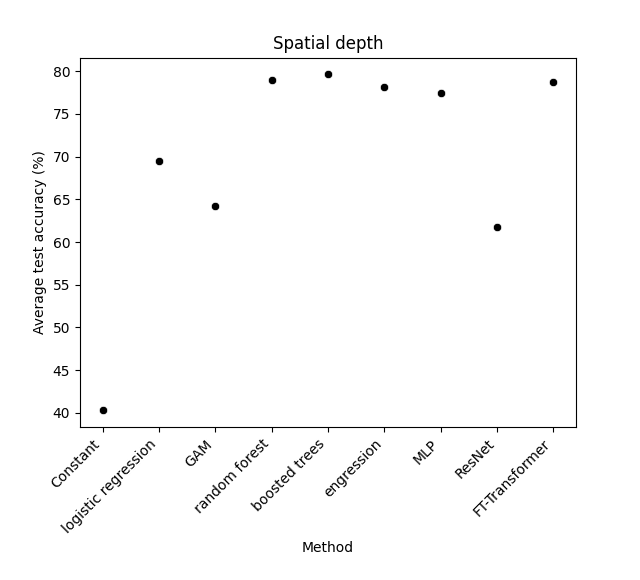 Spatial depth
Average test accuracy (%)
80
75
70
65
60
55
50
45
40
Constant
logistic regression
GAM
random forest
boosted trees
engression
MLP
ResNet
FT-Transformer
Method